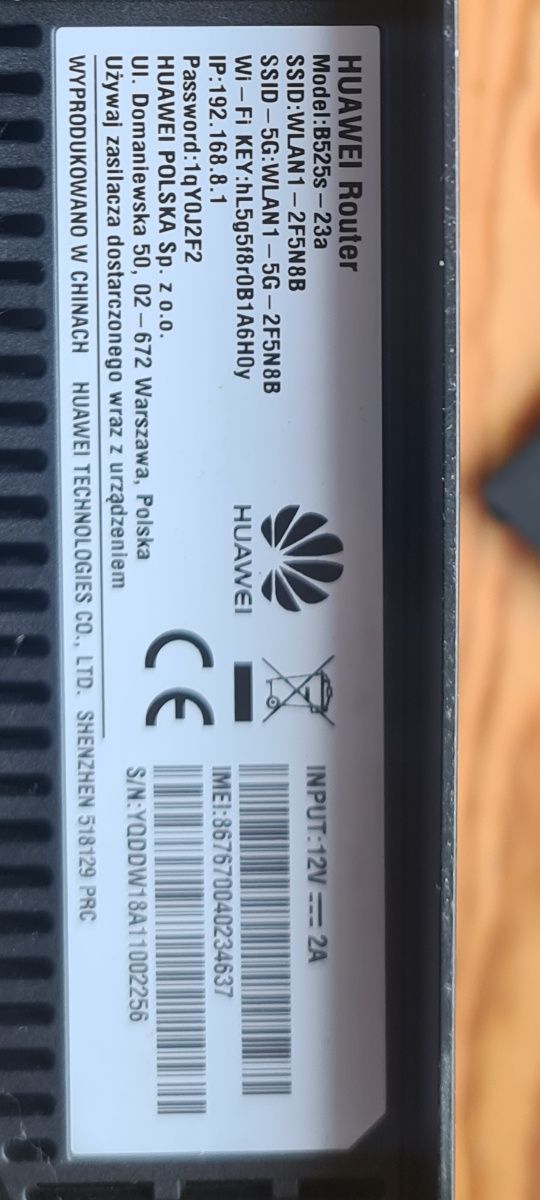 HUAWEI Router
Model:B525s-23a
SSID:WLAN1-2F5N8B
SSID-5G:WLAN1-5G-2F5N8B
Wi-Fi KEY:hL5g5f8r0B1A6H0y
IP:192.168.8.1
Password:1qY0J2F2
HUAWEI POLSKA Sp. z o.o.
Ul. Domaniewska 50, 02-672 Warszawa, Polska
Używaj zasilacza dostarczonego wraz z urządzeniem
WYPRODUKOWANO W CHINACH HUAWEI TECHNOLOGIES CO., LTD. SHENZHEN 518129 PRC
HUAWEI
CE
INPUT:12V ⎓ 2A
IMEI:867670040234637
S/N:YQDDW18A11002256